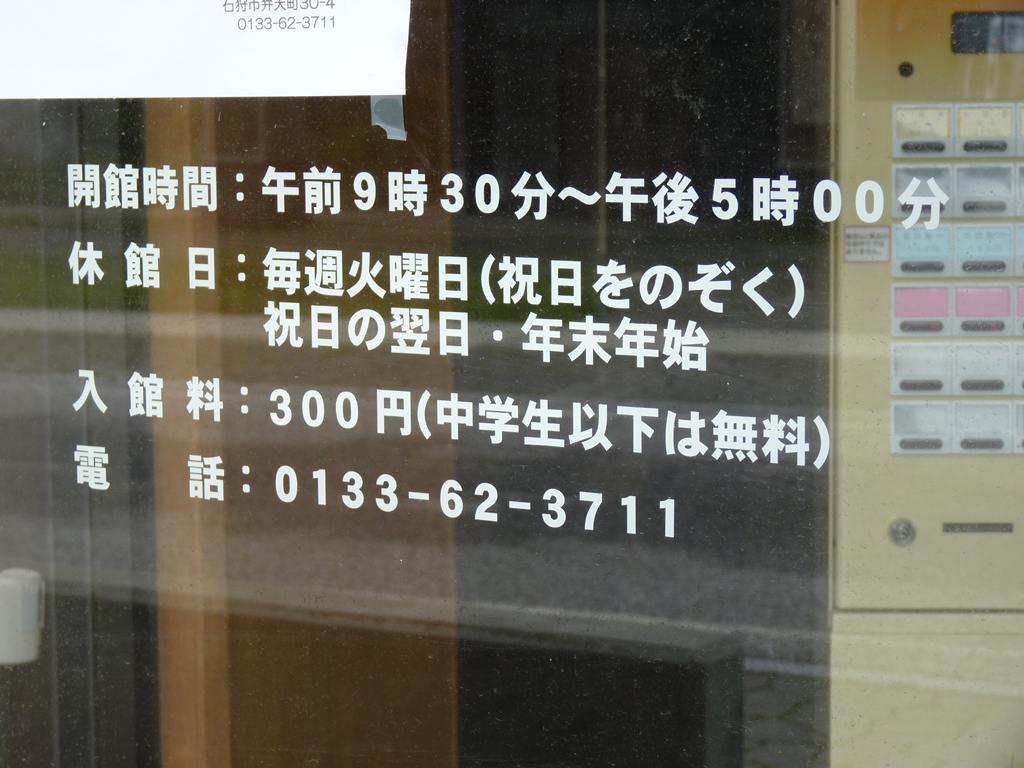 石狩市弁天町30-4
0133-62-3711
開館時間：午前9時30分～午後5時00分
休館日：毎週火曜日(祝日をのぞく)
祝日の翌日・年末年始
入館料：300円(中学生以下は無料)
電話：0133-62-3711